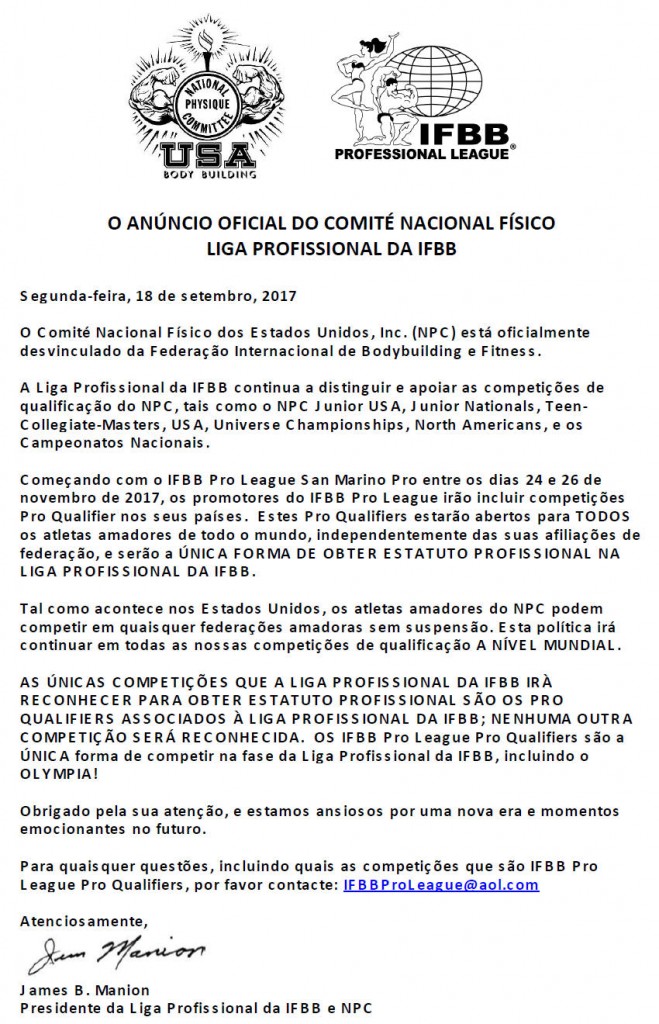 NATIONAL
PHYSIQUE
COMMITTEE
USA
BODY BUILDING
IFBB
PROFESSIONAL LEAGUE®
O ANÚNCIO OFICIAL DO COMITÉ NACIONAL FÍSICO
LIGA PROFISSIONAL DA IFBB
Segunda-feira, 18 de setembro, 2017
O Comité Nacional Físico dos Estados Unidos, Inc. (NPC) está oficialmente
desvinculado da Federação Internacional de Bodybuilding e Fitness.
A Liga Profissional da IFBB continua a distinguir e apoiar as competições de
qualificação do NPC, tais como o NPC Junior USA, Junior Nationals, Teen-
Collegiate-Masters, USA, Universe Championships, North Americans, e os
Campeonatos Nacionais.
Começando com o IFBB Pro League San Marino Pro entre os dias 24 e 26 de
novembro de 2017, os promotores do IFBB Pro League irão incluir competições
Pro Qualifier nos seus países. Estes Pro Qualifiers estarão abertos para TODOS
os atletas amadores de todo o mundo, independentemente das suas afiliações de
federação, e serão a ÚNICA FORMA DE OBTER ESTATUTO PROFISSIONAL NA
LIGA PROFISSIONAL DA IFBB.
Tal como acontece nos Estados Unidos, os atletas amadores do NPC podem
competir em quaisquer federações amadoras sem suspensão. Esta política irá
continuar em todas as nossas competições de qualificação A NÍVEL MUNDIAL.
AS ÚNICAS COMPETIÇÕES QUE A LIGA PROFISSIONAL DA IFBB IRÀ
RECONHECER PARA OBTER ESTATUTO PROFISSIONAL SÃO OS PRO
QUALIFIERS ASSOCIADOS À LIGA PROFISSIONAL DA IFBB; NENHUMA OUTRA
COMPETIÇÃO SERÁ RECONHECIDA. OS IFBB Pro League Pro Qualifiers são a
ÚNICA forma de competir na fase da Liga Profissional da IFBB, incluindo o
OLYMPIA!
Obrigado pela sua atenção, e estamos ansiosos por uma nova era e momentos
emocionantes no futuro.
Para quaisquer questões, incluindo quais as competições que são IFBB Pro
League Pro Qualifiers, por favor contacte: IFBBProLeague@aol.com
Atenciosamente,
Jim Manion
James B. Manion
Presidente da Liga Profissional da IFBB e NPC